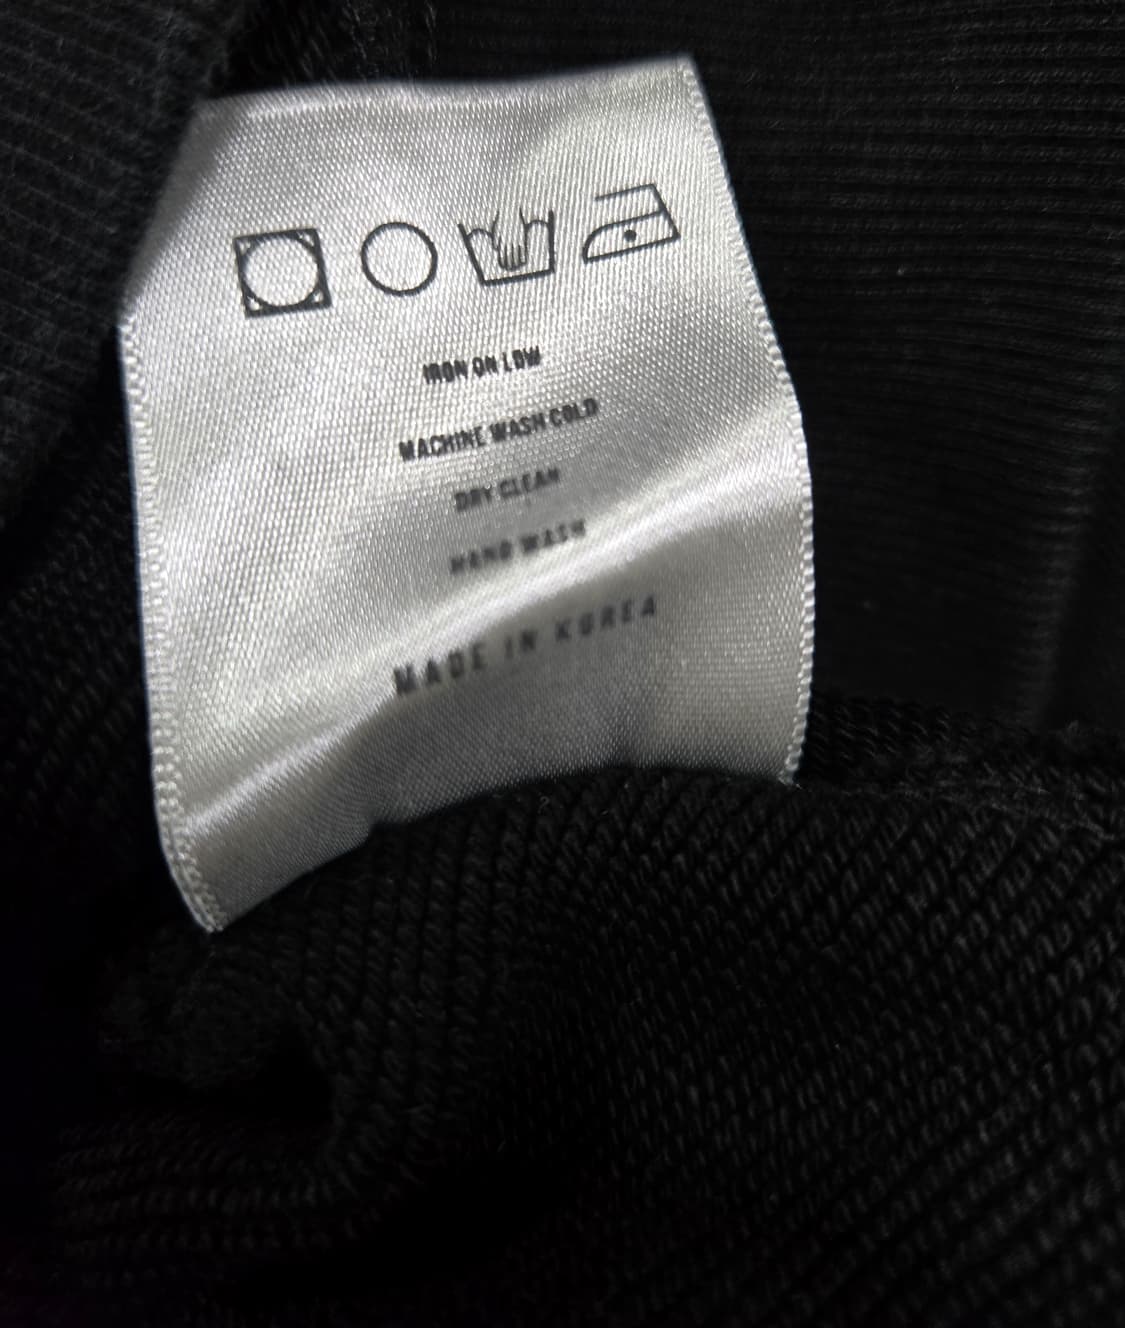 IRON ON LOW
MACHINE WASH COLD
DRY CLEAN
HAND WASH
MADE IN KOREA